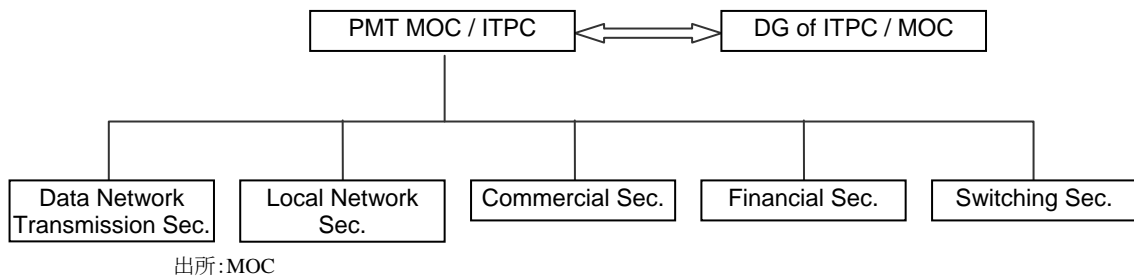 PMT MOC / ITPC
DG of ITPC / MOC
Data Network
Transmission Sec.
Local Network
Sec.
Commercial Sec.
Financial Sec.
Switching Sec.
出所:MOC